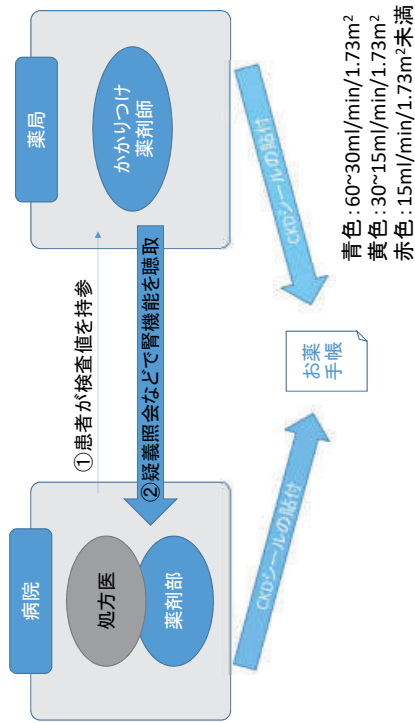 病院
処方医
薬剤部
①患者が検査値を持参
②疑義照会などで腎機能を聴取
薬局
かかりつけ
薬剤師
CKDシールの貼付
お薬
手帳
CKDシールの貼付
青色:60~30ml/min/1.73m²
黄色:30~15ml/min/1.73m²
赤色:15ml/min/1.73m²未満